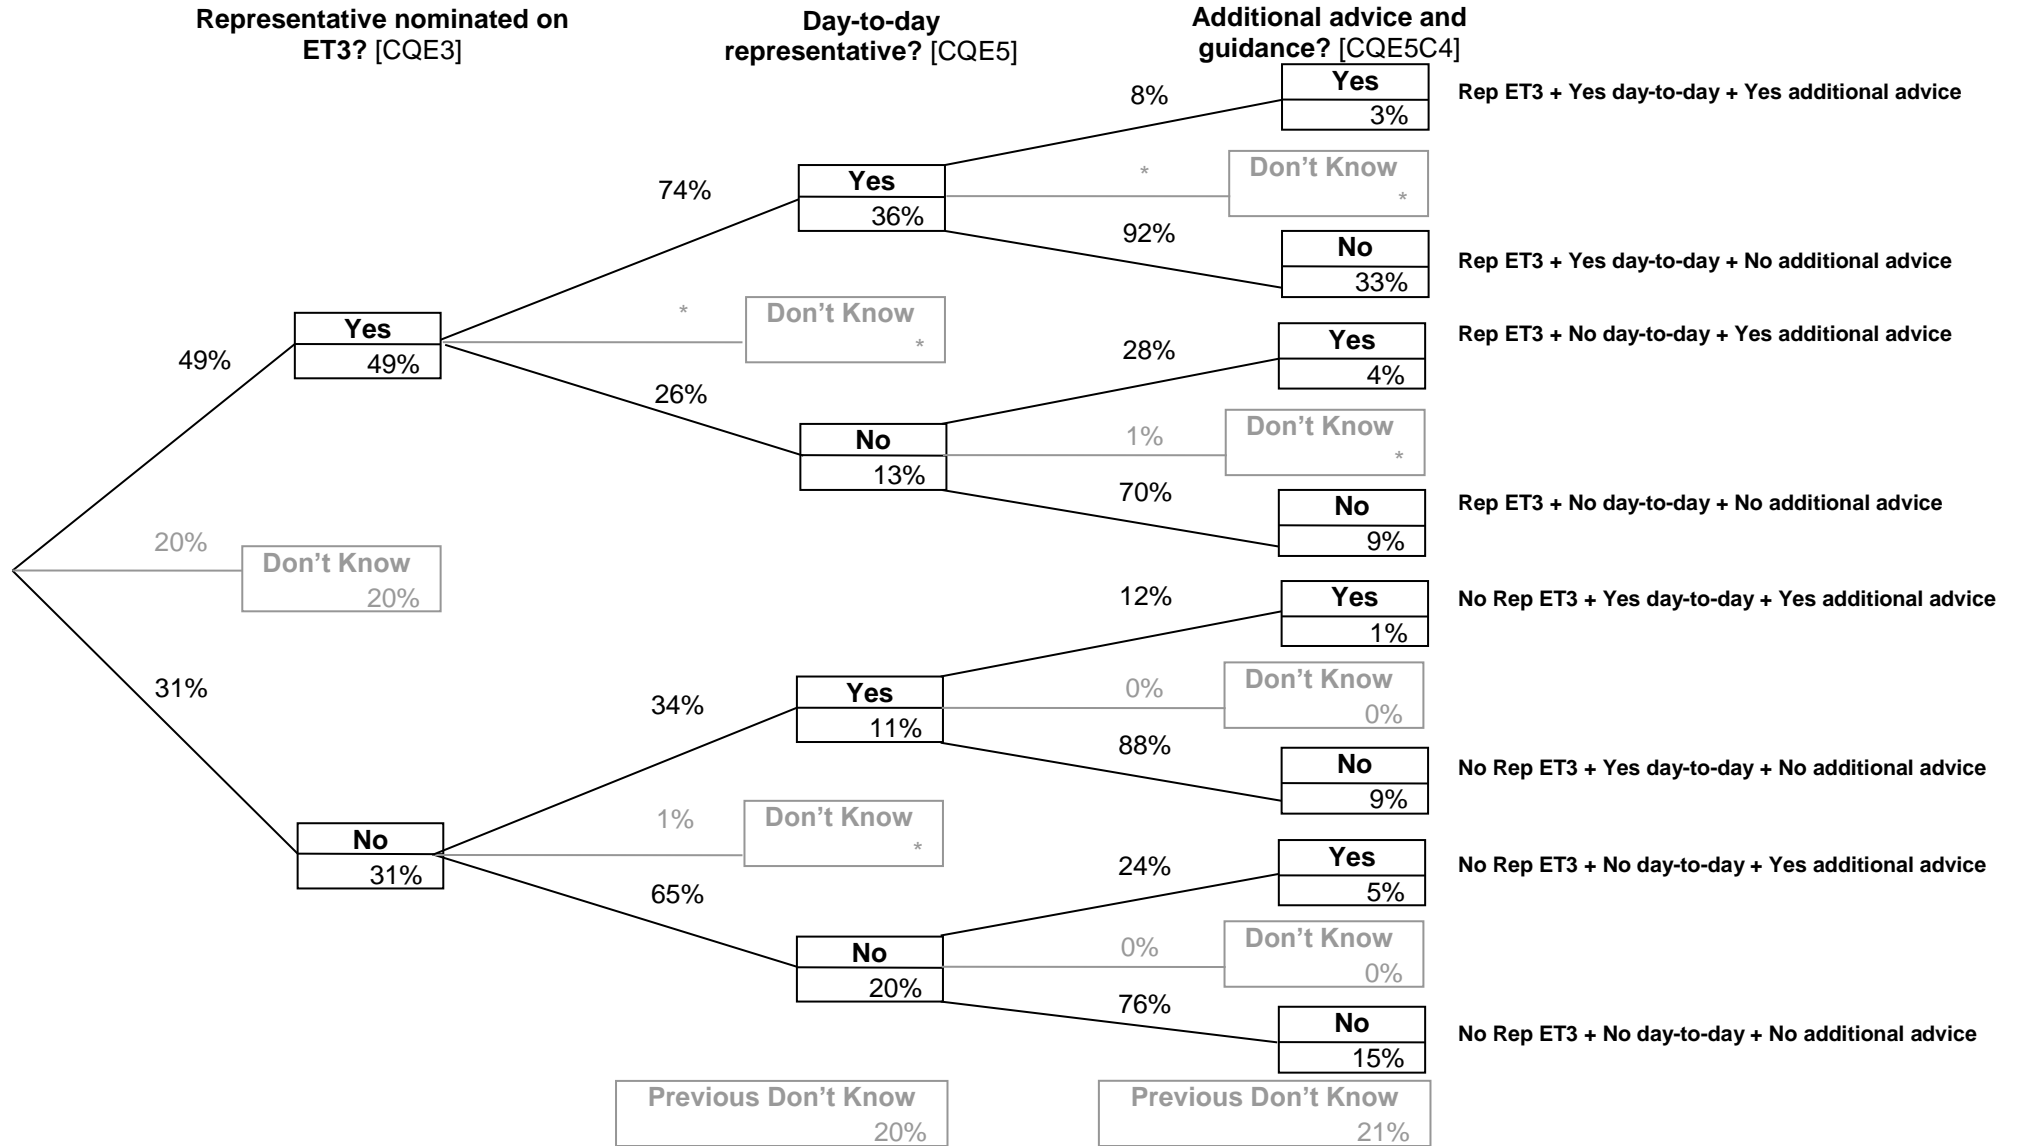 Representative nominated on
ET3? [CQE3]
Day-to-day
representative? [CQE5]
Additional advice and
guidance? [CQE5C4]
8%
Yes
3%
Rep ET3 + Yes day-to-day + Yes additional advice
74%
Yes
36%
*
Don't Know
*
92%
No
33%
Rep ET3 + Yes day-to-day + No additional advice
49%
Yes
49%
*
Don't Know
*
26%
No
13%
28%
Yes
4%
Rep ET3 + No day-to-day + Yes additional advice
1%
Don't Know
*
70%
No
9%
Rep ET3 + No day-to-day + No additional advice
20%
Don't Know
20%
31%
No
31%
34%
Yes
11%
12%
Yes
1%
No Rep ET3 + Yes day-to-day + Yes additional advice
0%
Don't Know
0%
88%
No
9%
No Rep ET3 + Yes day-to-day + No additional advice
1%
Don't Know
*
65%
No
20%
24%
Yes
5%
No Rep ET3 + No day-to-day + Yes additional advice
0%
Don't Know
0%
76%
No
15%
No Rep ET3 + No day-to-day + No additional advice
Previous Don't Know
20%
Previous Don't Know
21%